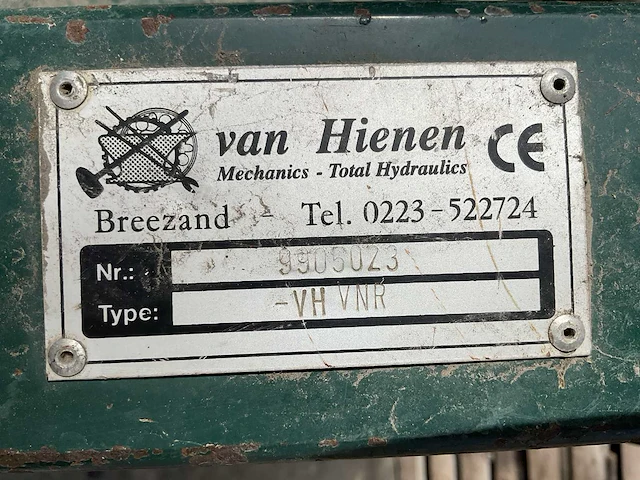 van Hienen CE
Mechanics - Total Hydraulics
Breezand - Tel. 0223-522724
Nr.: 9905023
Type: -VH VNR